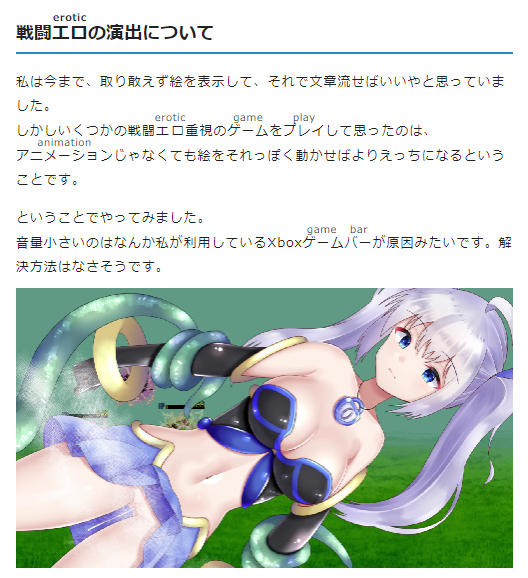 erotic
戦闘エロの演出について
私は今まで、取り敢えず絵を表示して、それで文章流せばいいやと思っていま
した。
erotic game play
しかしいくつかの戦闘エロ重視のゲームをプレイして思ったのは、
animation
アニメーションじゃなくても絵をそれっぽく動かせばよりえっちになるという
ことです。
ということでやってみました。
game bar
音量小さいのはなんか私が利用しているXboxゲームバーが原因みたいです。解
決方法はなさそうです。